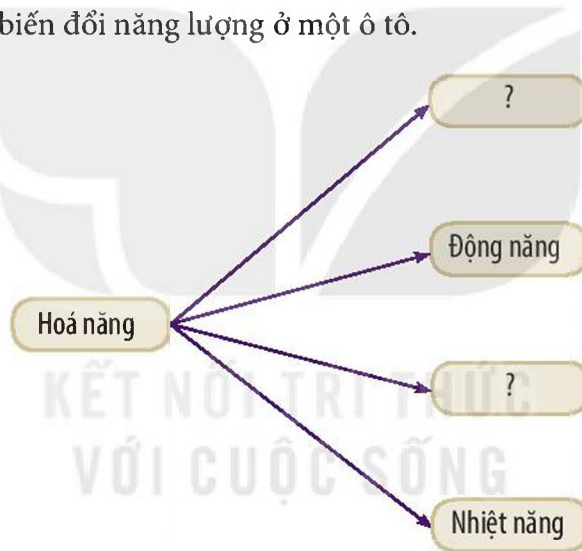 biến đổi năng lượng ở một ô tô.
?
Động năng
Hoá năng
?
KẾT NỐI TRI THỨC
VỚI CUỘC SỐNG
Nhiệt năng